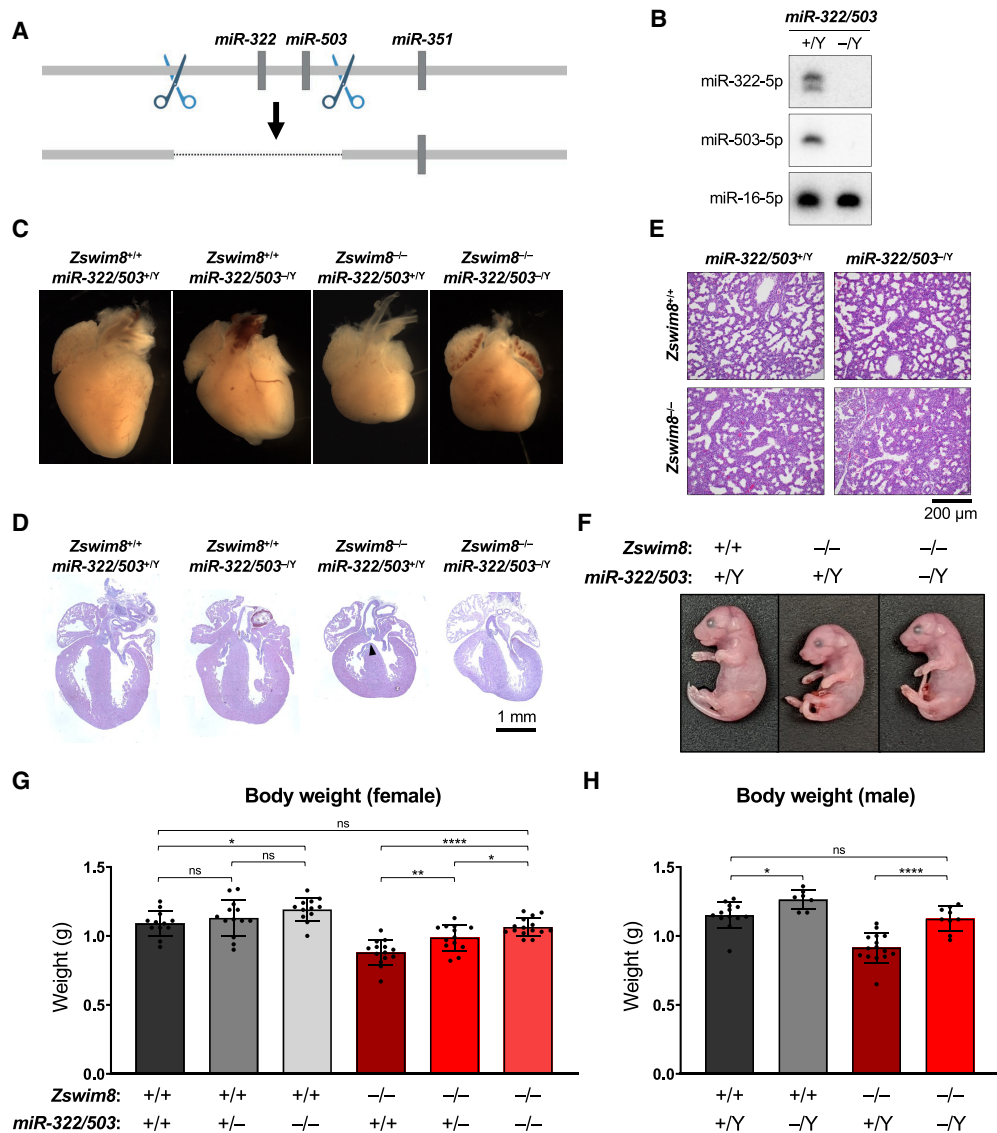 A
miR-322 miR-503 miR-351
B
miR-322/503
+/Y –/Y
miR-322-5p
miR-503-5p
miR-16-5p
C
Zswim8+/+ Zswim8+/+ Zswim8–/– Zswim8–/–
miR-322/503+/Y miR-322/503–/Y miR-322/503+/Y miR-322/503–/Y
D
Zswim8+/+ Zswim8+/+ Zswim8–/– Zswim8–/–
miR-322/503+/Y miR-322/503–/Y miR-322/503+/Y miR-322/503–/Y
1 mm
E
miR-322/503+/Y miR-322/503–/Y
Zswim8+/+
Zswim8–/–
200 µm
F
Zswim8: +/+ –/– –/–
miR-322/503: +/Y +/Y –/Y
G
Body weight (female)
ns
* ****
ns ns ** *
Weight (g)
1.5
1.0
0.5
0.0
Zswim8: +/+ +/+ +/+ –/– –/– –/–
miR-322/503: +/+ +/– –/– +/+ +/– –/–
H
Body weight (male)
ns
* ****
Weight (g)
1.5
1.0
0.5
0.0
+/+ +/+ –/– –/–
+/Y –/Y +/Y –/Y